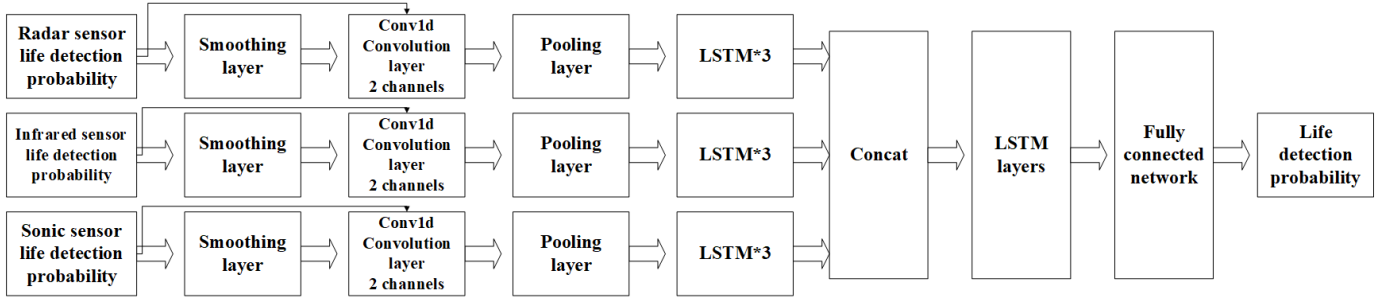 Radar sensor
life detection
probability
Smoothing
layer
Conv1d
Convolution
layer
2 channels
Pooling
layer
LSTM*3
Infrared sensor
life detection
probability
Smoothing
layer
Conv1d
Convolution
layer
2 channels
Pooling
layer
LSTM*3
Sonic sensor
life detection
probability
Smoothing
layer
Conv1d
Convolution
layer
2 channels
Pooling
layer
LSTM*3
Concat
LSTM
layers
Fully
connected
network
Life
detection
probability